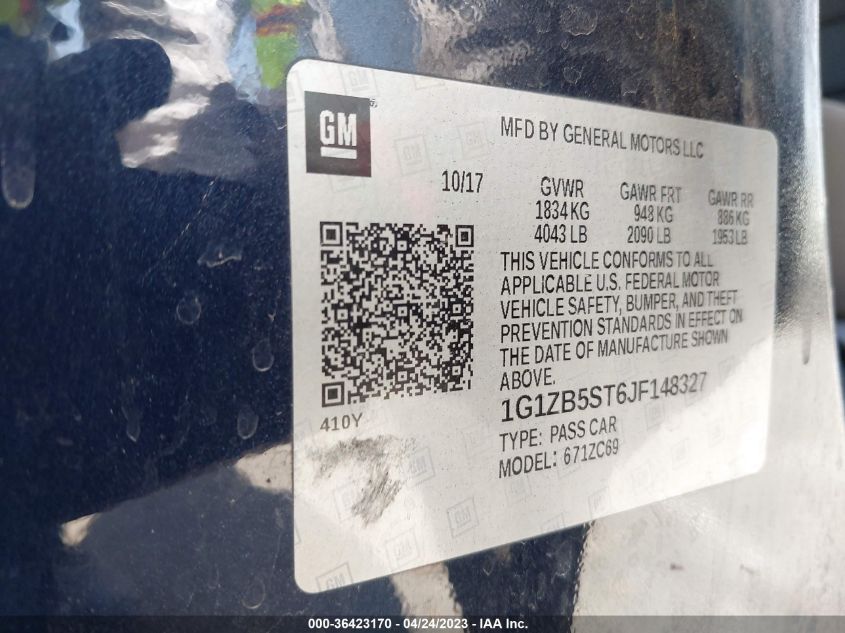 GM
MFD BY GENERAL MOTORS LLC
10/17
GVWR GAWR FRT GAWR RR
1834 KG 948 KG 886 KG
4043 LB 2090 LB 1953 LB
THIS VEHICLE CONFORMS TO ALL
APPLICABLE U.S. FEDERAL MOTOR
VEHICLE SAFETY, BUMPER, AND THEFT
PREVENTION STANDARDS IN EFFECT ON
THE DATE OF MANUFACTURE SHOWN
ABOVE.
410Y
1G1ZB5ST6JF148327
TYPE: PASS CAR
MODEL: 671ZC69
000-36423170 - 04/24/2023 - IAA Inc.